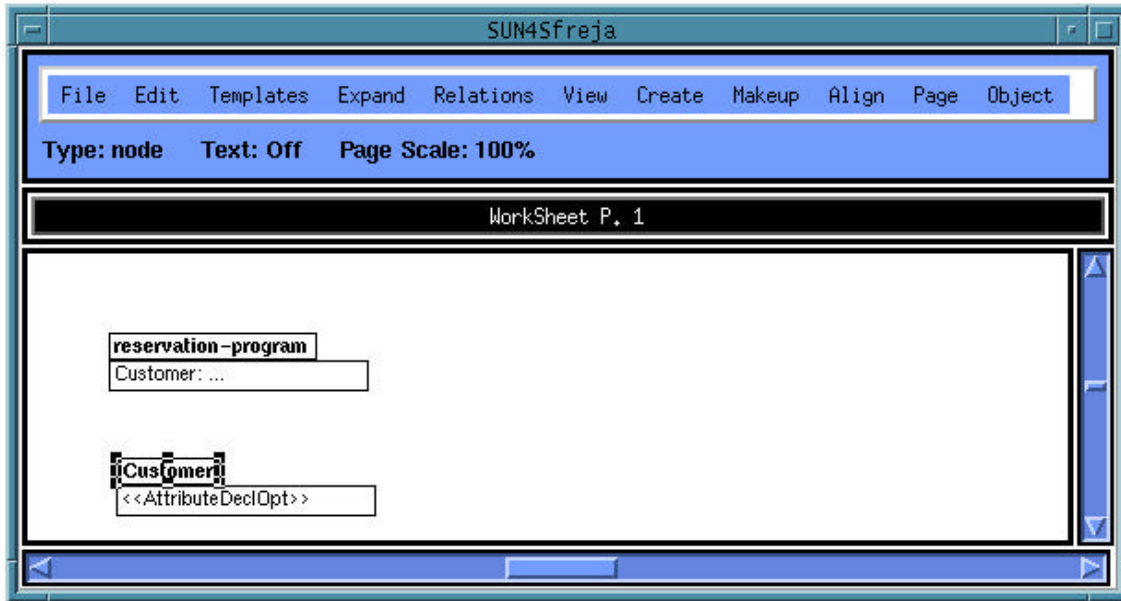 SUN4Sfreja
File Edit Templates Expand Relations View Create Makeup Align Page Object
Type: node Text: Off Page Scale: 100%
WorkSheet P. 1
reservation-program
Customer: ...
Customer
<<AttributeDeclOpt>>